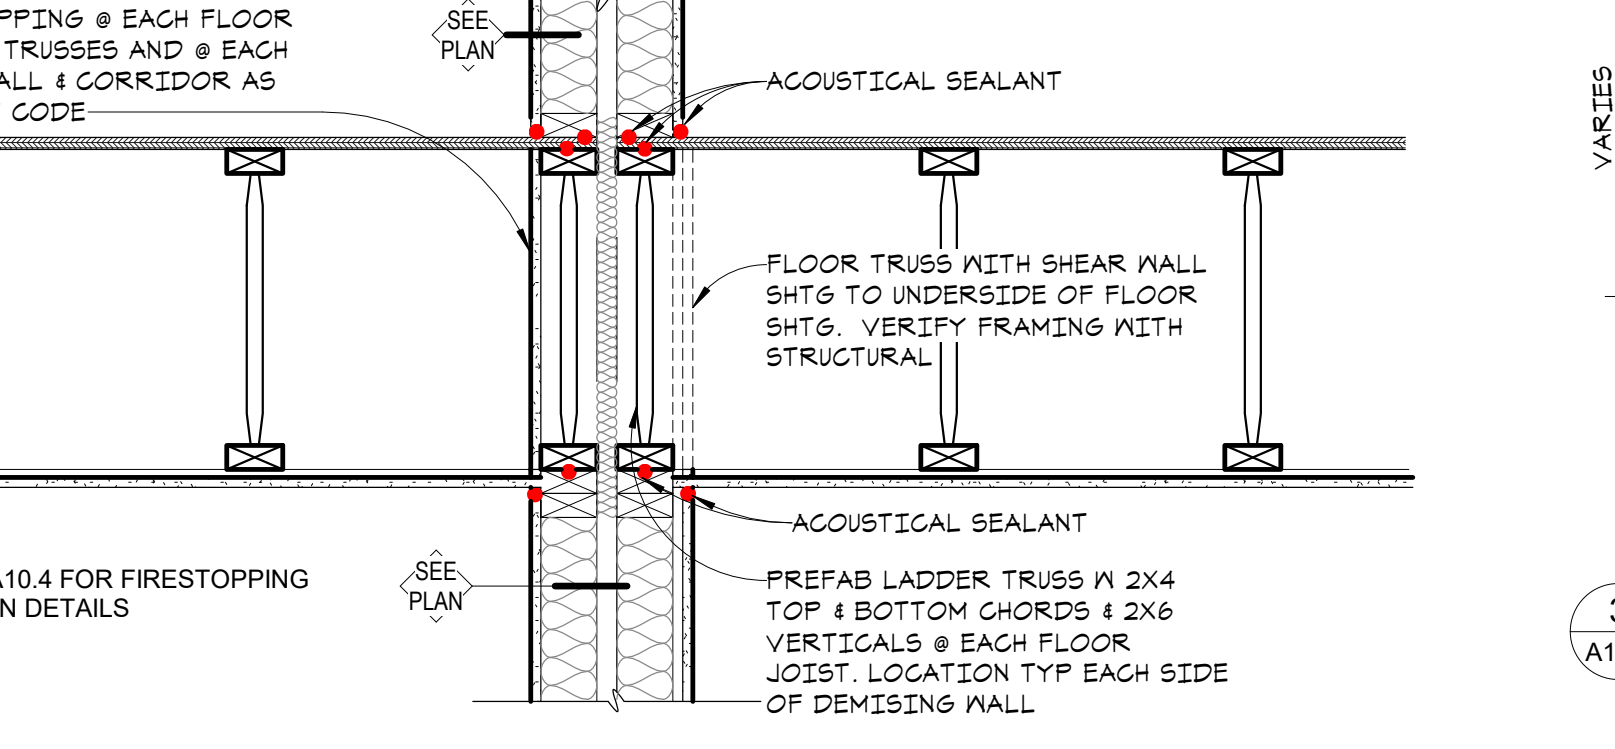 PPING @ EACH FLOOR
TRUSSES AND @ EACH
ALL & CORRIDOR AS
CODE
SEE
PLAN
ACOUSTICAL SEALANT
VARIES
FLOOR TRUSS WITH SHEAR WALL
SHTG TO UNDERSIDE OF FLOOR
SHTG. VERIFY FRAMING WITH
STRUCTURAL
ACOUSTICAL SEALANT
A10.4 FOR FIRESTOPPING
N DETAILS
SEE
PLAN
PREFAB LADDER TRUSS W 2X4
TOP & BOTTOM CHORDS & 2X6
VERTICALS @ EACH FLOOR
JOIST. LOCATION TYP EACH SIDE
OF DEMISING WALL
A1